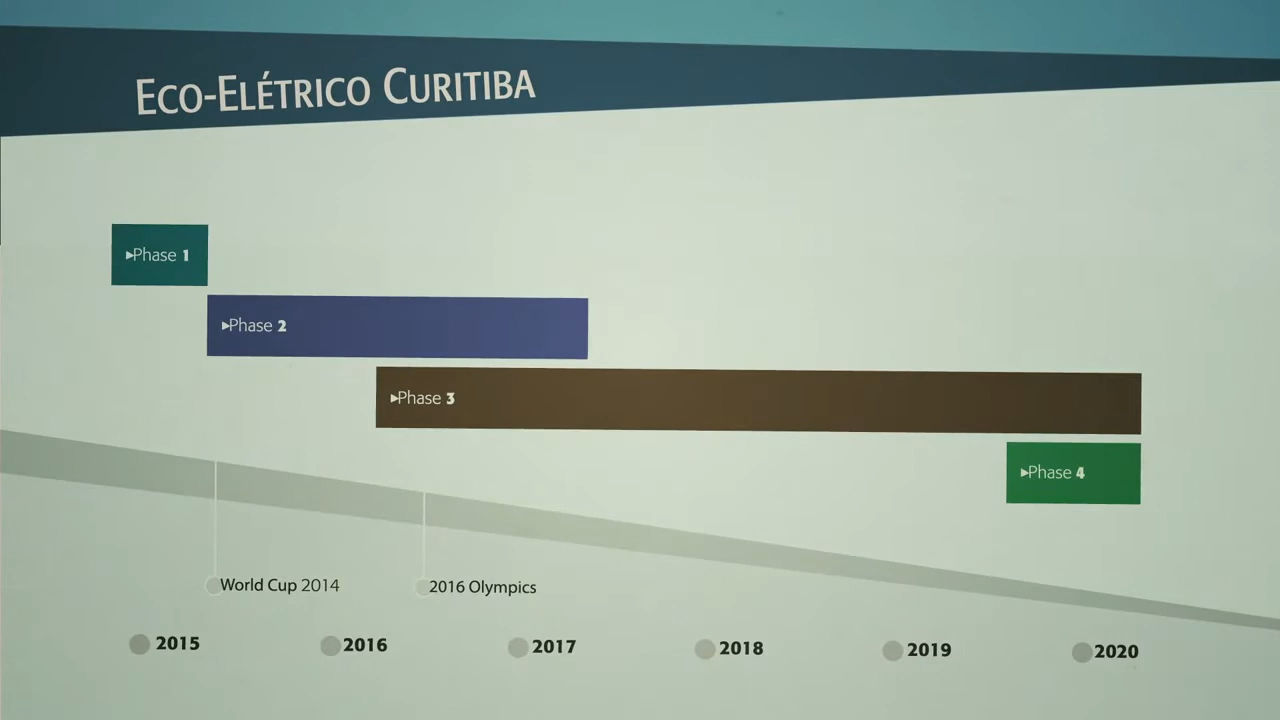 ECO-ELÉTRICO CURITIBA
▸Phase 1
▸Phase 2
▸Phase 3
▸Phase 4
World Cup 2014
2016 Olympics
2015
2016
2017
2018
2019
2020